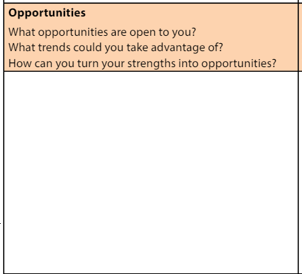 Opportunities
What opportunities are open to you?
What trends could you take advantage of?
How can you turn your strengths into opportunities?